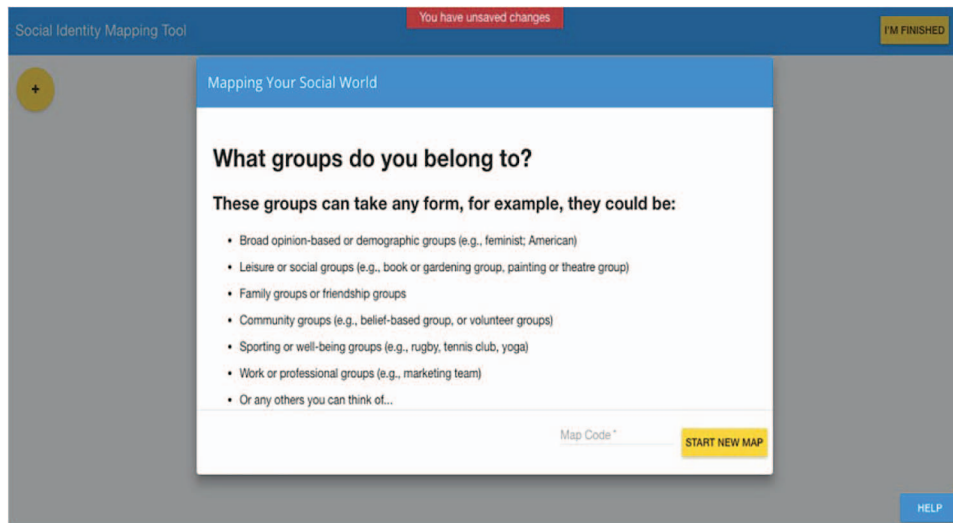 You have unsaved changes
Social Identity Mapping Tool
I'M FINISHED
+
Mapping Your Social World
What groups do you belong to?
These groups can take any form, for example, they could be:
• Broad opinion-based or demographic groups (e.g., feminist; American)
• Leisure or social groups (e.g., book or gardening group, painting or theatre group)
• Family groups or friendship groups
• Community groups (e.g., belief-based group, or volunteer groups)
• Sporting or well-being groups (e.g., rugby, tennis club, yoga)
• Work or professional groups (e.g., marketing team)
• Or any others you can think of...
Map Code *
START NEW MAP
HELP